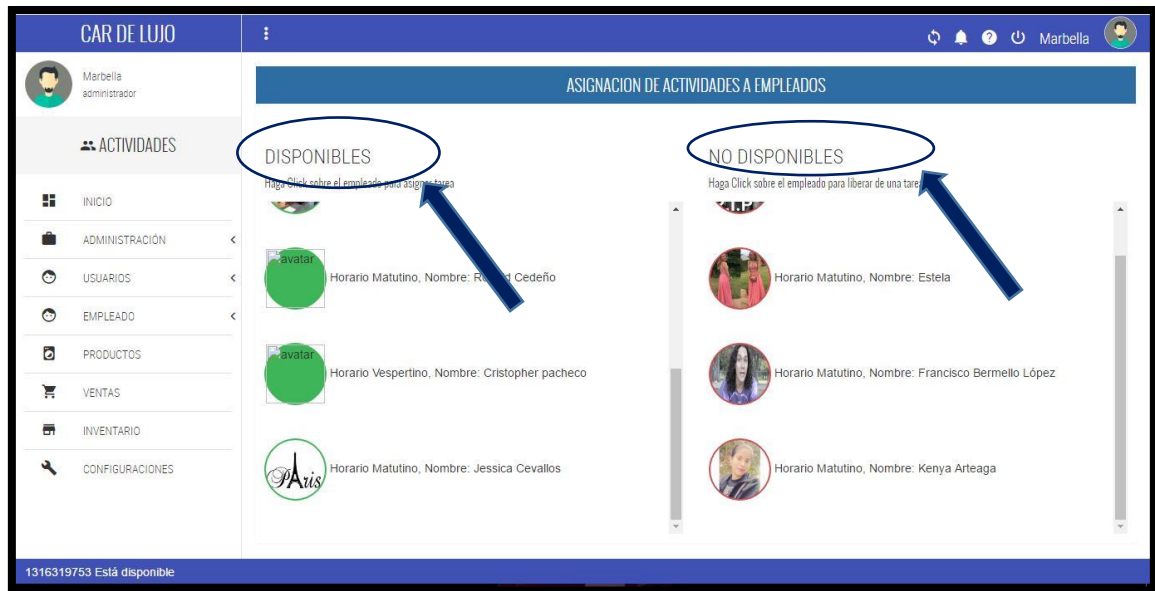 CAR DE LUJO
Marbella
Marbella
administrador
ACTIVIDADES
INICIO
ADMINISTRACIÓN
USUARIOS
EMPLEADO
PRODUCTOS
VENTAS
INVENTARIO
CONFIGURACIONES
ASIGNACION DE ACTIVIDADES A EMPLEADOS
DISPONIBLES
Haga Click sobre el empleado para asignar tarea
avatar
Horario Matutino, Nombre: Cedeño
avatar
Horario Vespertino, Nombre: Cristopher pacheco
PAris
Horario Matutino, Nombre: Jessica Cevallos
NO DISPONIBLES
Haga Click sobre el empleado para liberar de una tarea
Horario Matutino, Nombre: Estela
Horario Matutino, Nombre: Francisco Bermello López
Horario Matutino, Nombre: Kenya Arteaga
1316319753 Está disponible